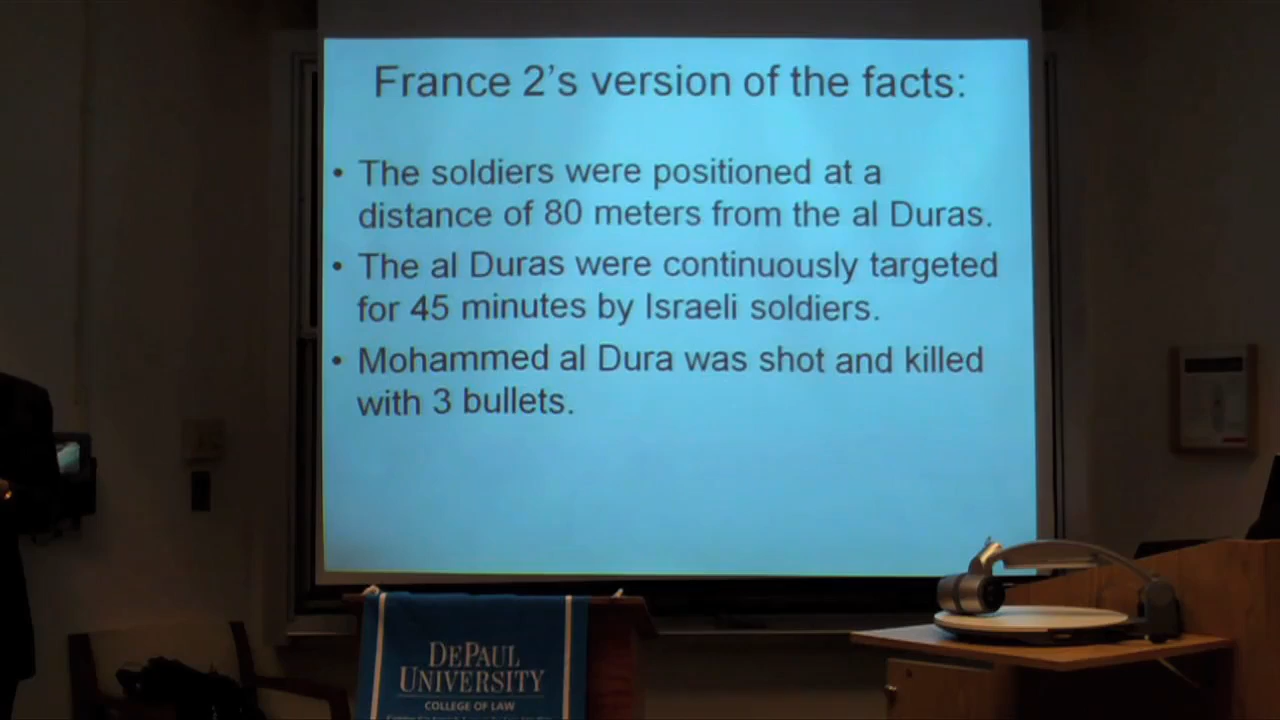 France 2's version of the facts:
• The soldiers were positioned at a
distance of 80 meters from the al Duras.
• The al Duras were continuously targeted
for 45 minutes by Israeli soldiers.
• Mohammed al Dura was shot and killed
with 3 bullets.
DEPAUL
UNIVERSITY
COLLEGE OF LAW